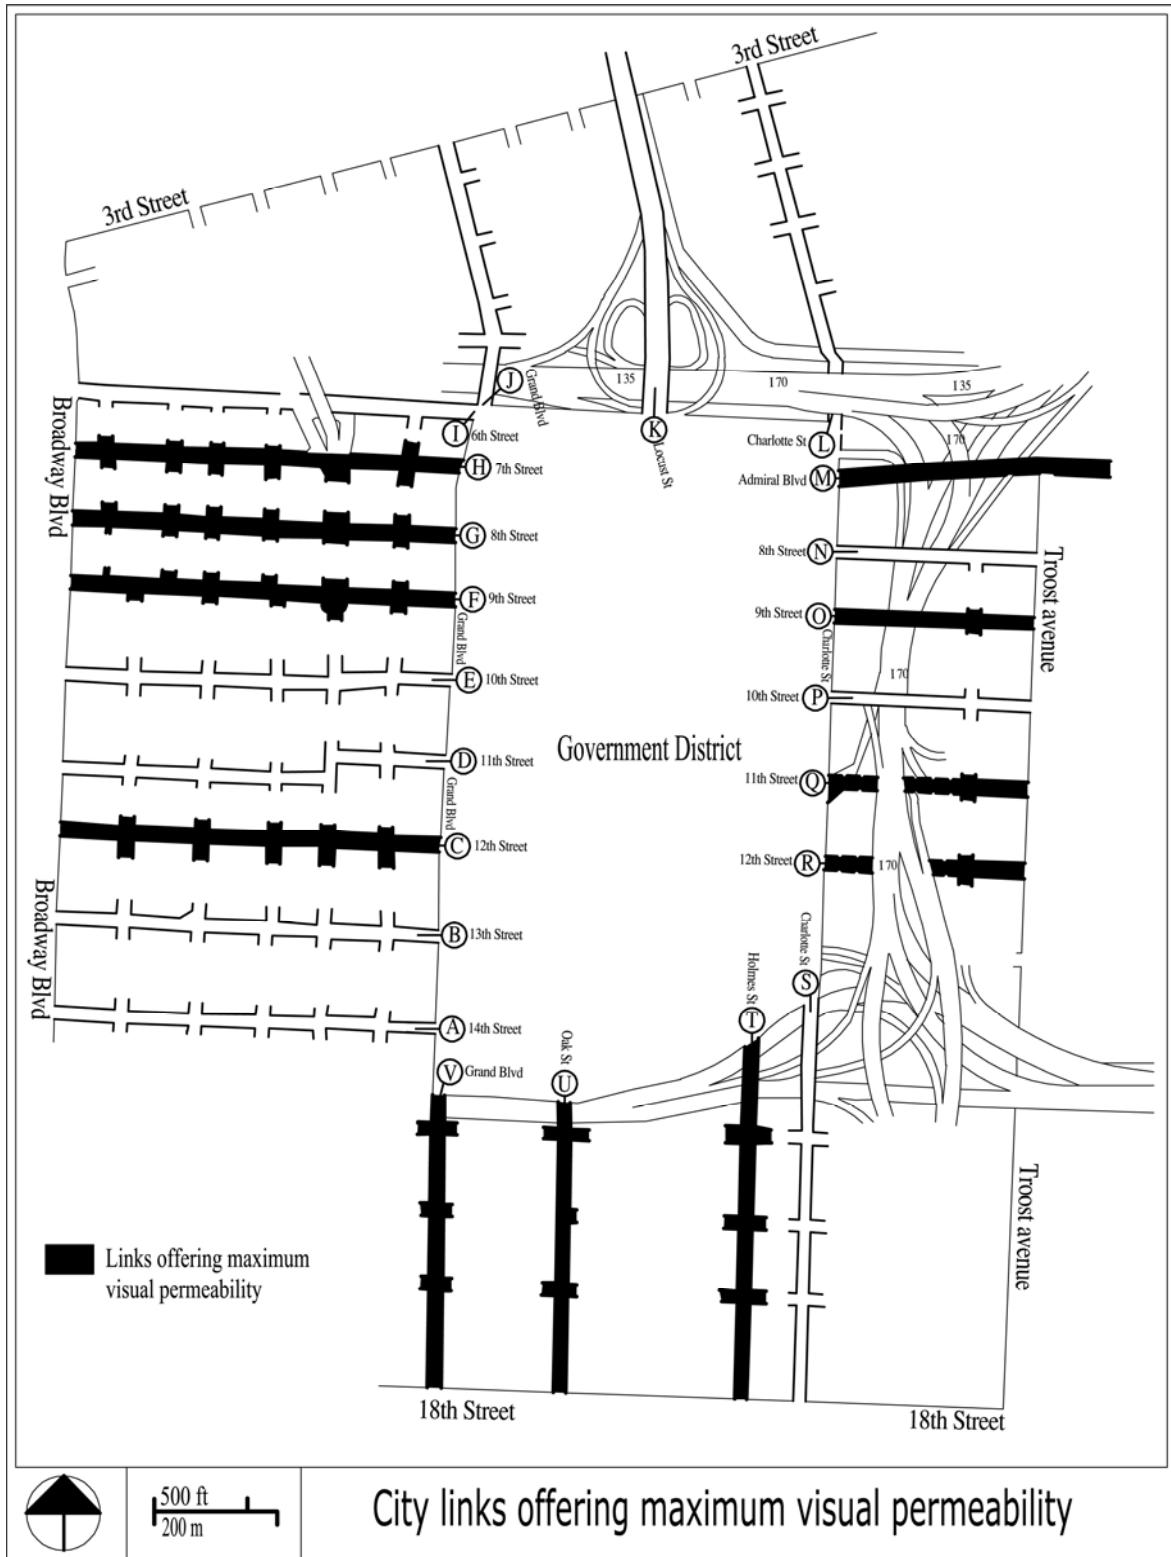 3rd Street
3rd Street
I35
I70
I35
Broadway Blvd
J
Grand Blvd
I
6th Street
K
Locust St
Charlotte St
L
I70
H
7th Street
Admiral Blvd
M
G
8th Street
8th Street
N
Troost avenue
F
9th Street
9th Street
O
Grand Blvd
Charlotte St
E
10th Street
I70
10th Street
P
Government District
D
11th Street
11th Street
Q
Grand Blvd
C
12th Street
12th Street
R
I70
Broadway Blvd
B
13th Street
Charlotte St
S
Holmes St
T
A
14th Street
Oak St
U
V
Grand Blvd
Troost avenue
Links offering maximum
visual permeability
18th Street
18th Street
500 ft
200 m
City links offering maximum visual permeability